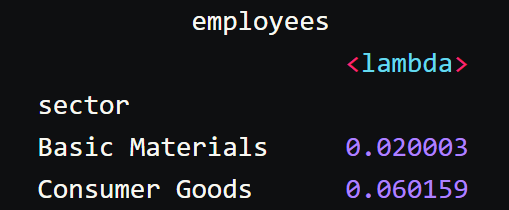 employees
<lambda>
sector
Basic Materials 0.020003
Consumer Goods 0.060159